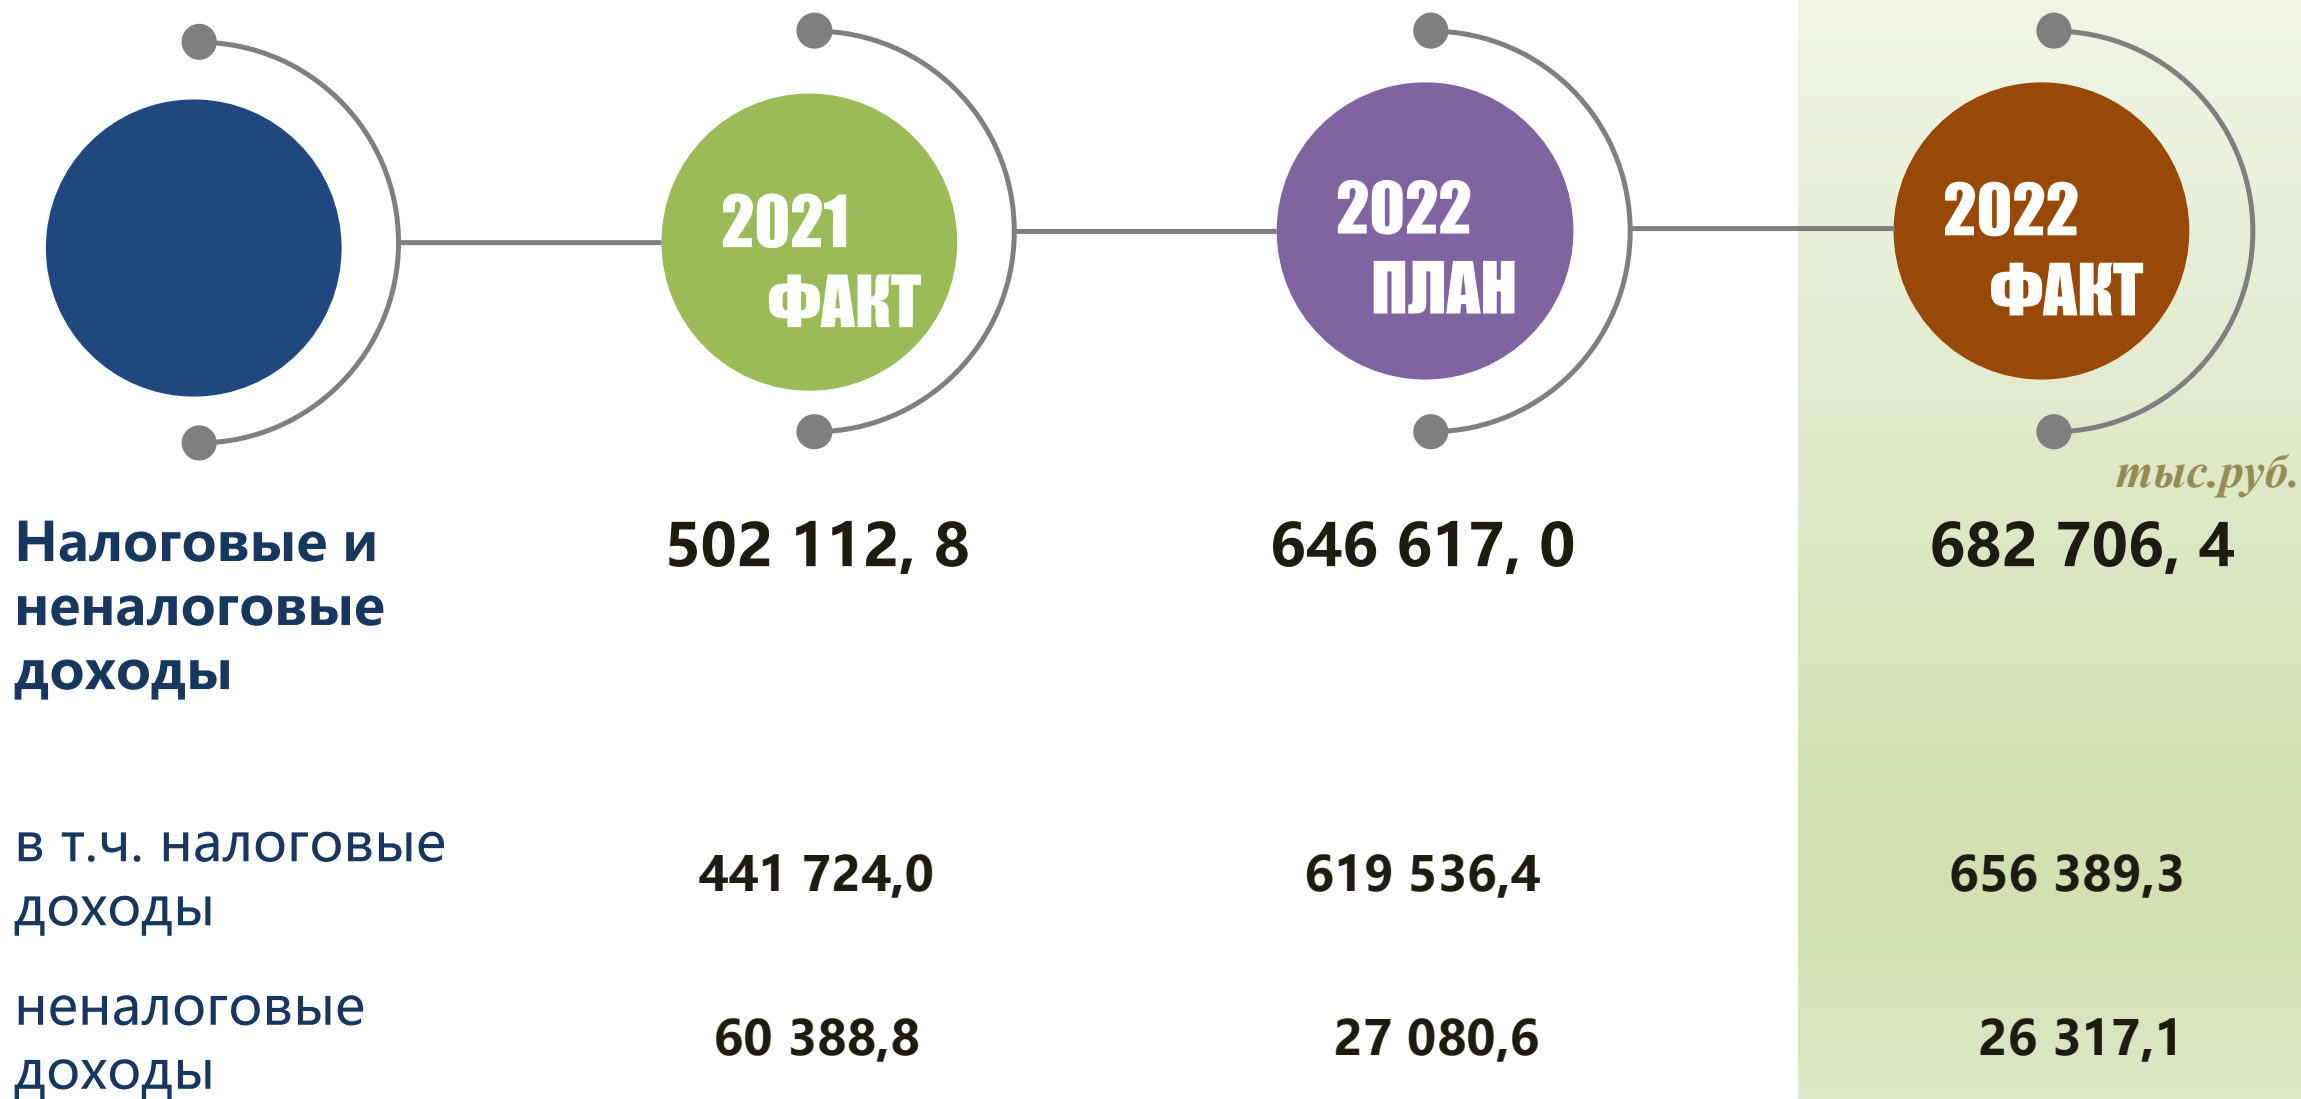 2021
ФАКТ
2022
ПЛАН
2022
ФАКТ
тыс.руб.
Налоговые и
неналоговые
доходы
502 112, 8
646 617, 0
682 706, 4
в т.ч. налоговые
доходы
441 724,0
619 536,4
656 389,3
неналоговые
доходы
60 388,8
27 080,6
26 317,1